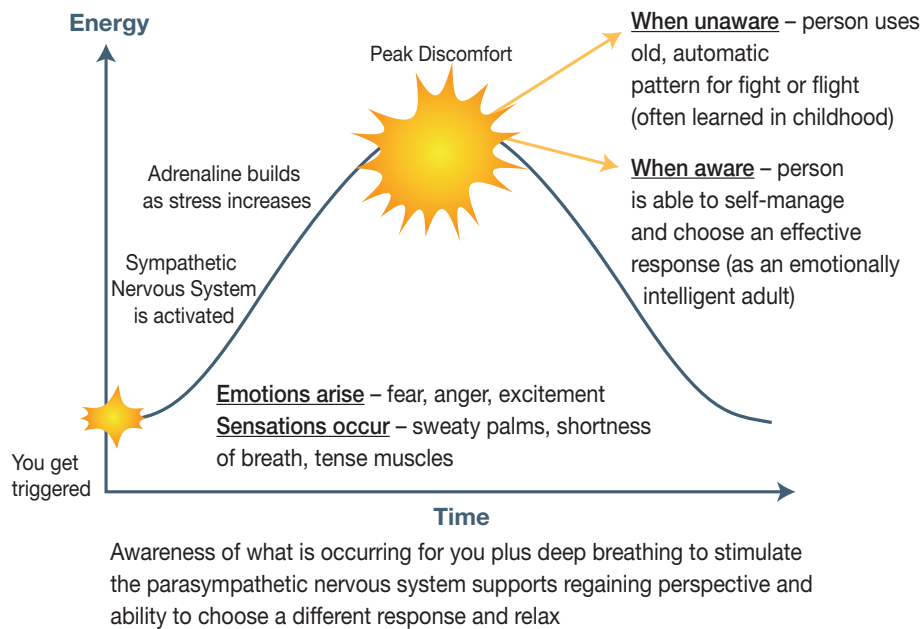 Energy
Peak Discomfort
When unaware – person uses
old, automatic
pattern for fight or flight
(often learned in childhood)
When aware – person
is able to self-manage
and choose an effective
response (as an emotionally
intelligent adult)
Adrenaline builds
as stress increases
Sympathetic
Nervous System
is activated
Emotions arise – fear, anger, excitement
Sensations occur – sweaty palms, shortness
of breath, tense muscles
You get
triggered
Time
Awareness of what is occurring for you plus deep breathing to stimulate
the parasympathetic nervous system supports regaining perspective and
ability to choose a different response and relax